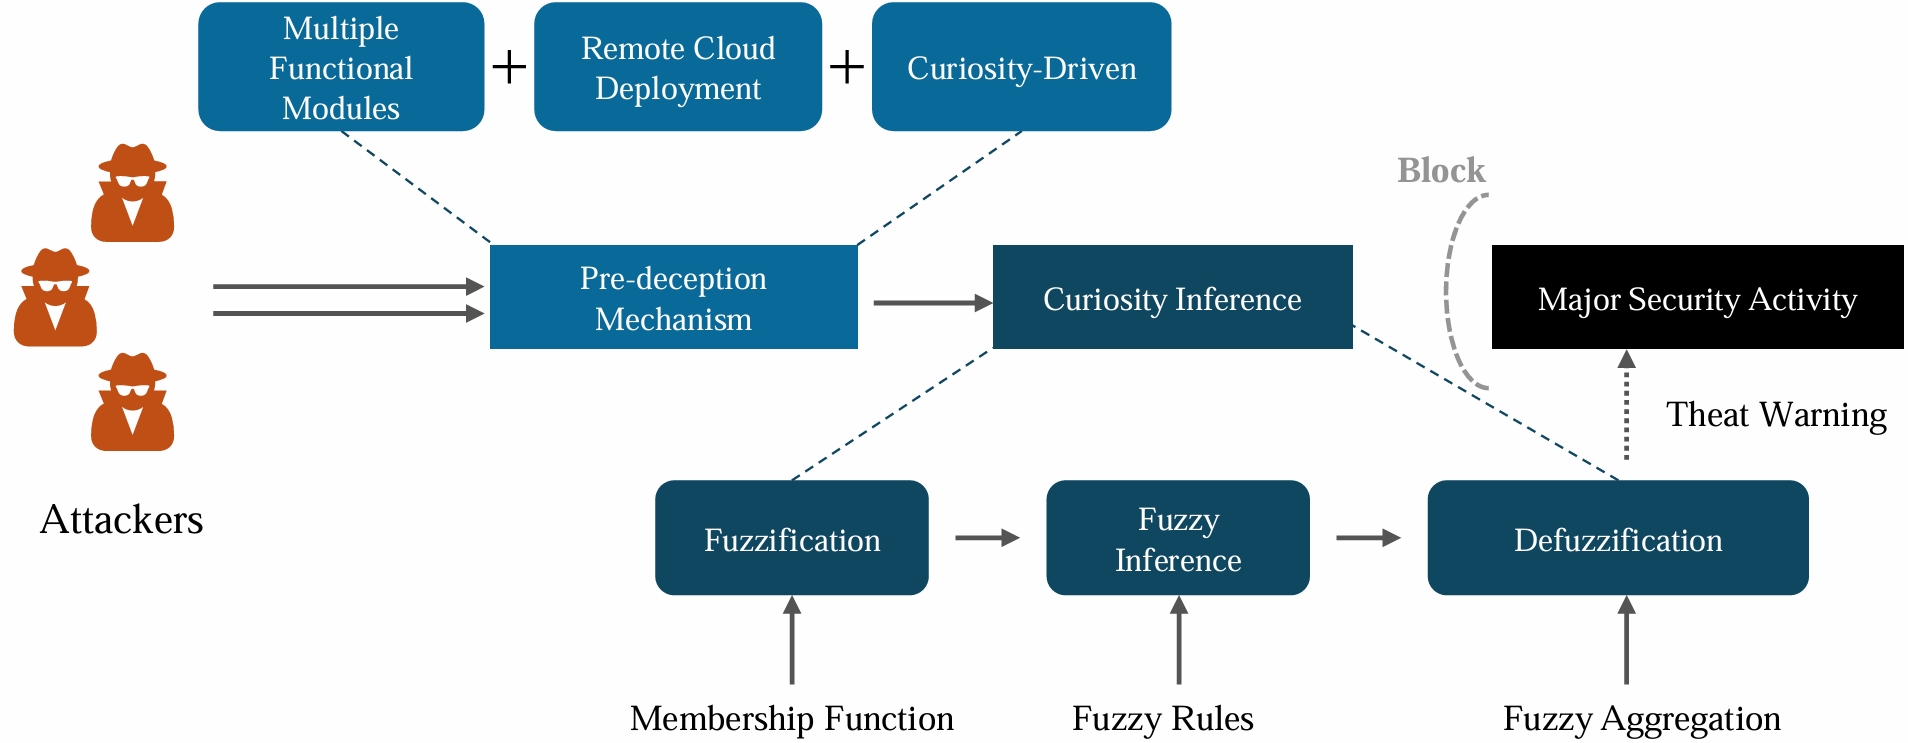 Multiple
Functional
Modules
+
Remote Cloud
Deployment
+
Curiosity-Driven
Block
Pre-deception
Mechanism
Curiosity Inference
Major Security Activity
Theat Warning
Attackers
Fuzzification
Fuzzy
Inference
Defuzzification
Membership Function
Fuzzy Rules
Fuzzy Aggregation